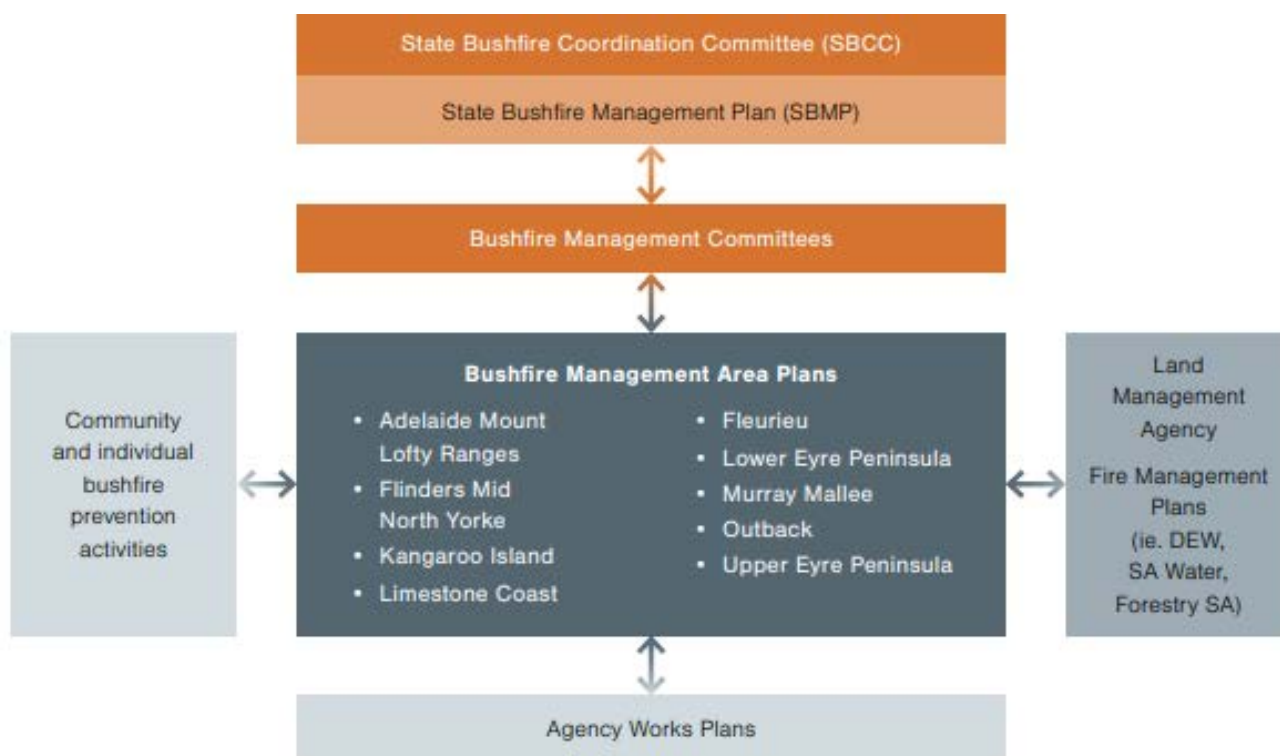 State Bushfire Coordination Committee (SBCC)
State Bushfire Management Plan (SBMP)
Bushfire Management Committees
Community
and individual
bushfire
prevention
activities
Bushfire Management Area Plans
• Adelaide Mount
Lofty Ranges
• Flinders Mid
North Yorke
• Kangaroo Island
• Limestone Coast
• Fleurieu
• Lower Eyre Peninsula
• Murray Mallee
• Outback
• Upper Eyre Peninsula
Land
Management
Agency
Fire Management
Plans
(ie. DEW,
SA Water,
Forestry SA)
Agency Works Plans